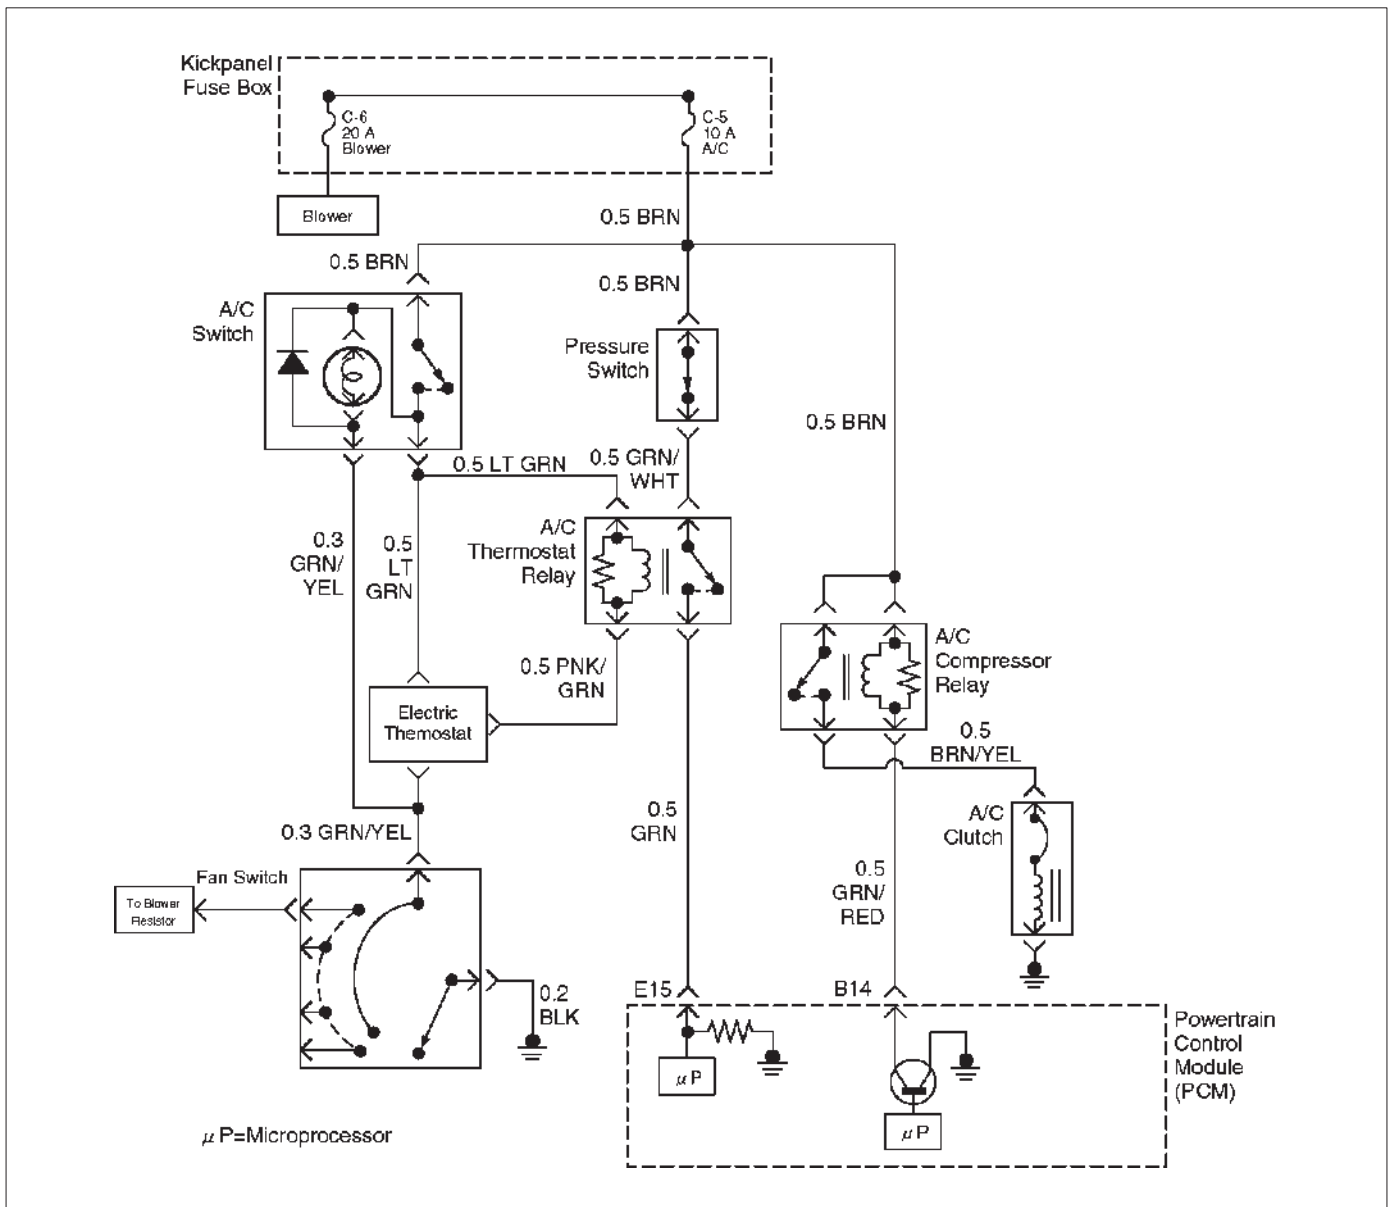 Kickpanel
Fuse Box
C-6
20 A
Blower
C-5
10 A
A/C
Blower
0.5 BRN
0.5 BRN
0.5 BRN
A/C
Switch
Pressure
Switch
0.5 BRN
0.5 LT GRN
0.5 GRN/
WHT
0.3
GRN/
YEL
0.5
LT
GRN
A/C
Thermostat
Relay
0.5 PNK/
GRN
A/C
Compressor
Relay
Electric
Themostat
0.5
BRN/YEL
0.3 GRN/YEL
0.5
GRN
A/C
Clutch
Fan Switch
To Blower
Resistor
0.5
GRN/
RED
0.2
BLK
E15
B14
Powertrain
Control
Module
(PCM)
μ P
μ P
μ P=Microprocessor